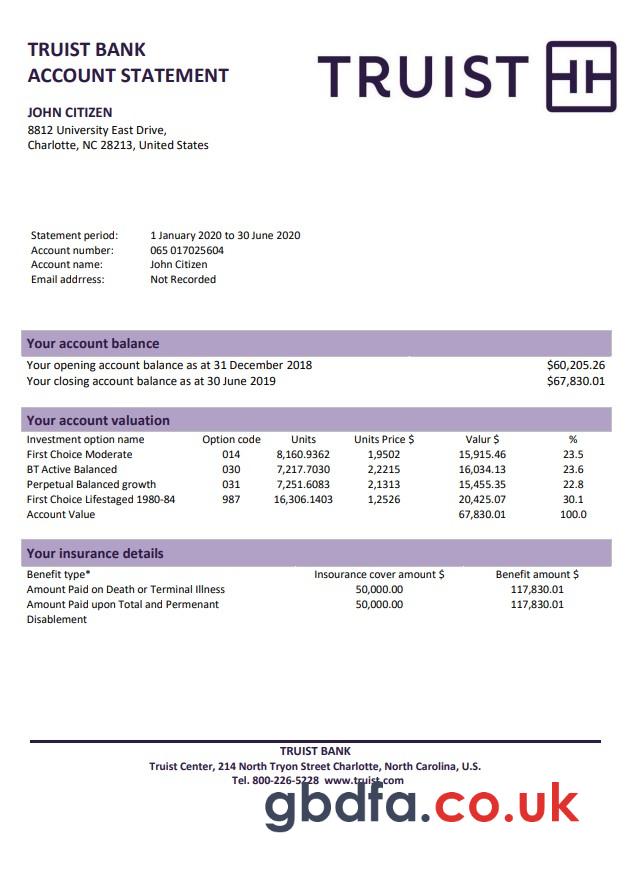 TRUIST BANK
ACCOUNT STATEMENT
TRUIST
JOHN CITIZEN
8812 University East Drive,
Charlotte, NC 28213, United States
Statement period: 1 January 2020 to 30 June 2020
Account number: 065 017025604
Account name: John Citizen
Email addrress: Not Recorded
Your account balance
Your opening account balance as at 31 December 2018 $60,205.26
Your closing account balance as at 30 June 2019 $67,830.01
Your account valuation
Investment option name Option code Units Units Price $ Valur $ %
First Choice Moderate 014 8,160.9362 1,9502 15,915.46 23.5
BT Active Balanced 030 7,217.7030 2,2215 16,034.13 23.6
Perpetual Balanced growth 031 7,251.6083 2,1313 15,455.35 22.8
First Choice Lifestaged 1980-84 987 16,306.1403 1,2526 20,425.07 30.1
Account Value 67,830.01 100.0
Your insurance details
Benefit type* Insourance cover amount $ Benefit amount $
Amount Paid on Death or Terminal Illness 50,000.00 117,830.01
Amount Paid upon Total and Permenant 50,000.00 117,830.01
Disablement
TRUIST BANK
Truist Center, 214 North Tryon Street Charlotte, North Carolina, U.S.
Tel. 800-226-5228 www.truist.com
gbdfa.co.uk